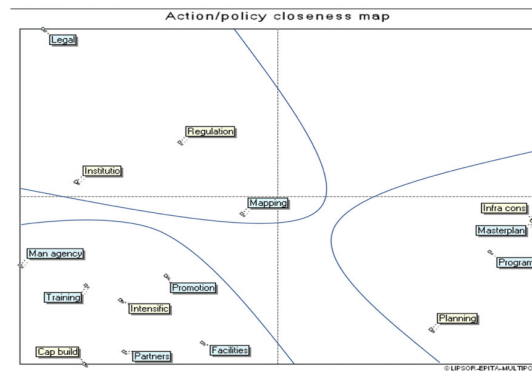 Action/policy closeness map
Legal
Regulation
Institutio
Mapping
Infra cons
Masterplan
Man agency
Program
Promotion
Training
Intensific
Planning
Facilities
Cap build
Partners
©LIPSOR-EPITA-MULTIPO